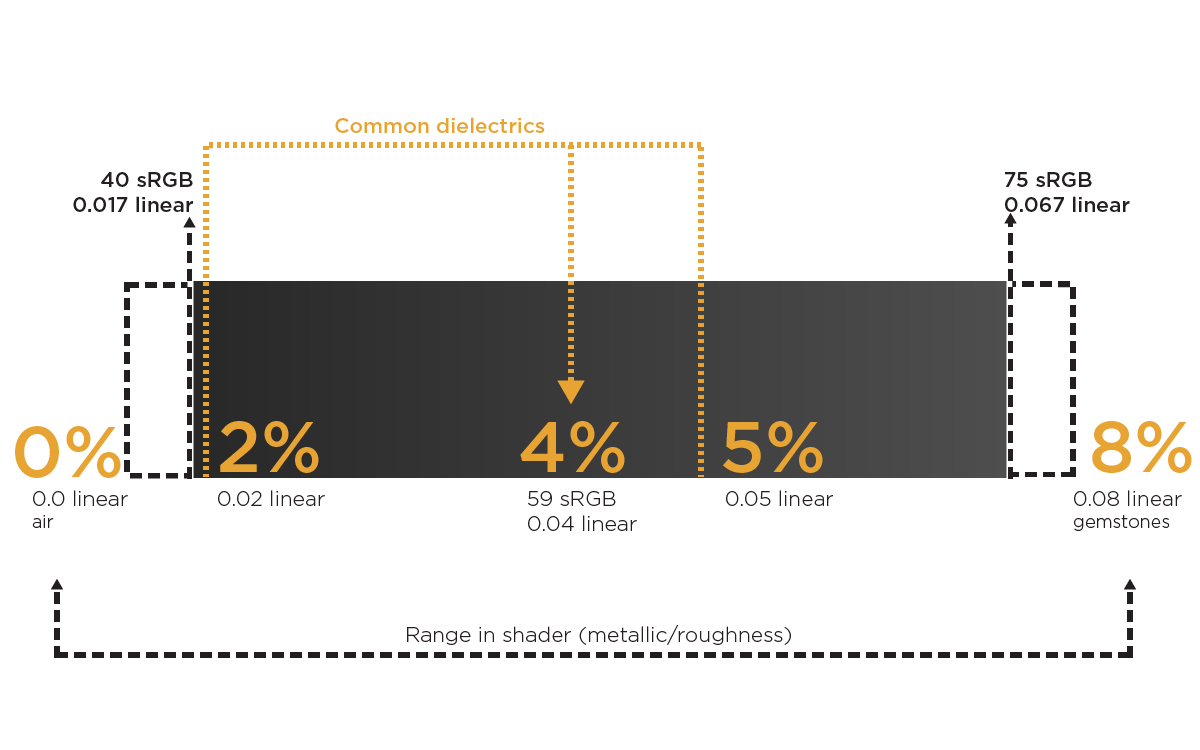 Common dielectrics
40 sRGB
0.017 linear
75 sRGB
0.067 linear
0%
2%
4%
5%
8%
0.0 linear
air
0.02 linear
59 sRGB
0.04 linear
0.05 linear
0.08 linear
gemstones
Range in shader (metallic/roughness)